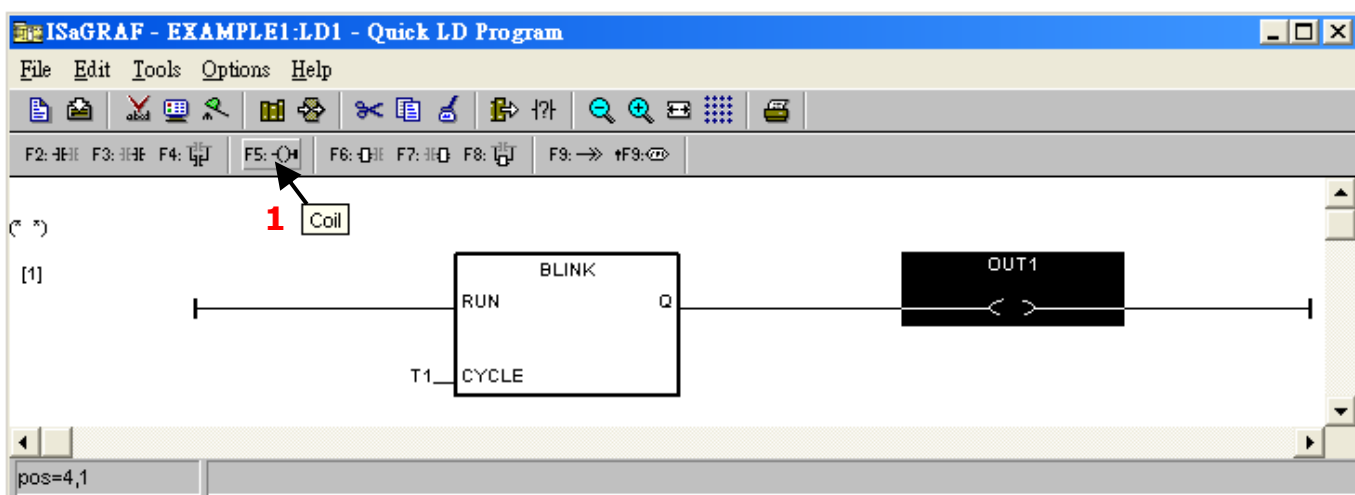 ISaGRAF - EXAMPLE1:LD1 - Quick LD Program
File Edit Tools Options Help
F2: F3: F4: F5: F6: F7: F8: F9: F9:
1 Coil
(* *)
[1]
BLINK
OUT1
RUN Q
T1 CYCLE
pos=4,1